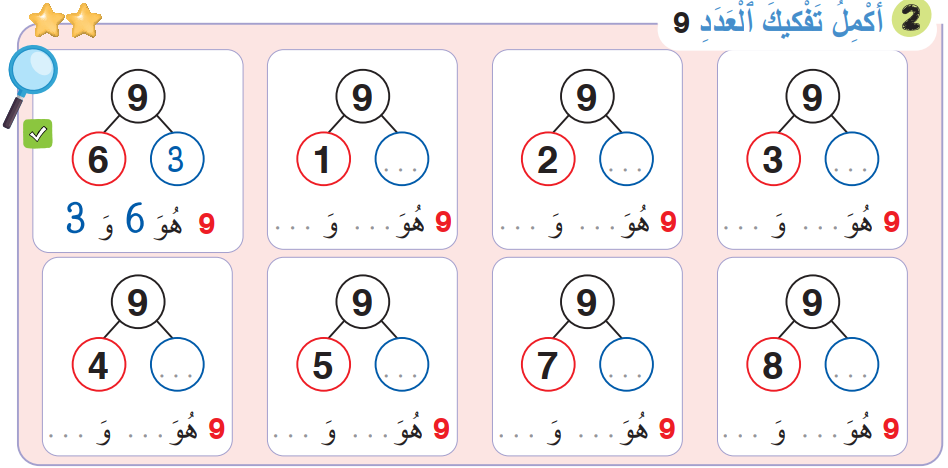 2 أَكْمِلُ تَفْكيكَ ٱلْعَدَدِ 9
9
6 3
9 هُوَ 6 وَ 3
9
1 ...
9 هُوَ ... وَ ...
9
2 ...
9 هُوَ ... وَ ...
9
3 ...
9 هُوَ ... وَ ...
9
4 ...
9 هُوَ ... وَ ...
9
5 ...
9 هُوَ ... وَ ...
9
7 ...
9 هُوَ ... وَ ...
9
8 ...
9 هُوَ ... وَ ...